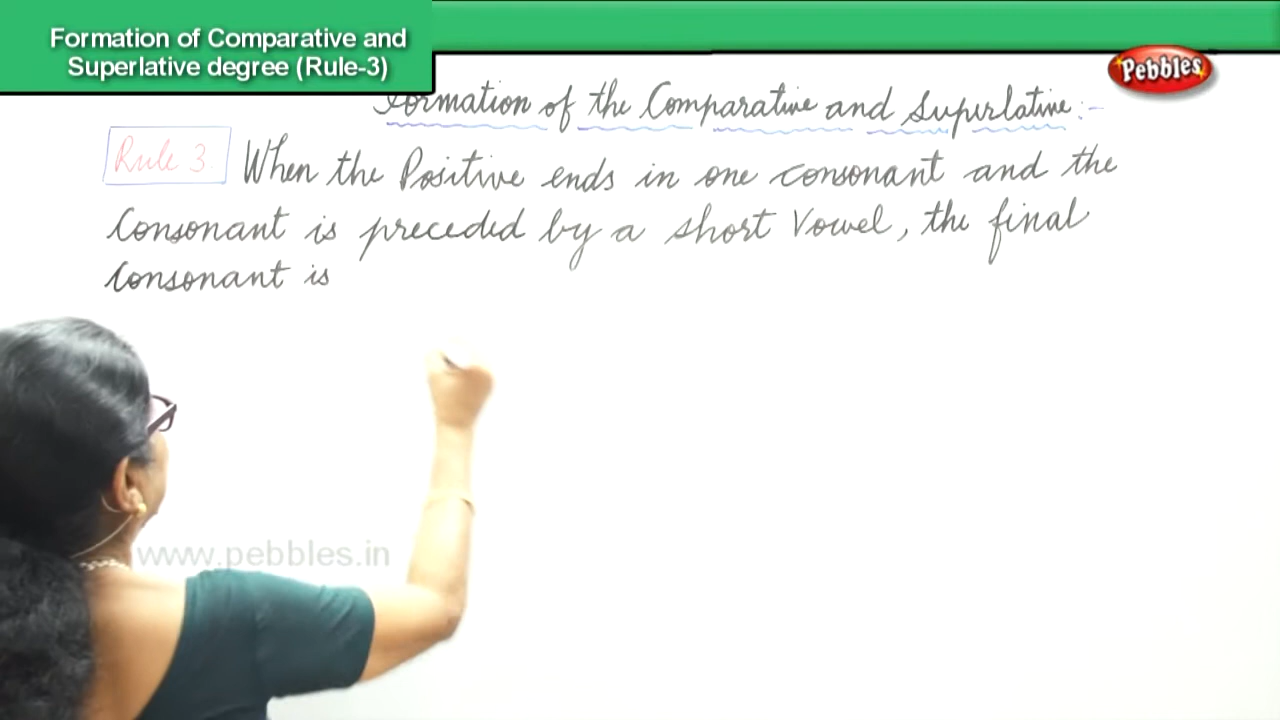 Formation of Comparative and
Superlative degree (Rule-3)
Pebbles
Formation of the Comparative and Superlative:-
Rule 3. When the Positive ends in one consonant and the
Consonant is preceded by a short Vowel, the final
Consonant is
www.pebbles.in